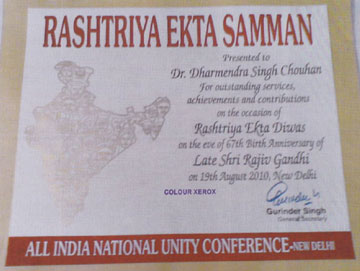 RASHTRIYA EKTA SAMMAN
Presented to
Dr. Dharmendra Singh Chouhan
For outstanding services,
achievements and contributions
on the occasion of
Rashtriya Ekta Diwas
on the eve of 67th Birth Anniversary of
Late Shri Rajiv Gandhi
on 19th August 2010, New Delhi
COLOUR XEROX
Gurinder Singh
General Secretary
ALL INDIA NATIONAL UNITY CONFERENCE-NEW DELHI